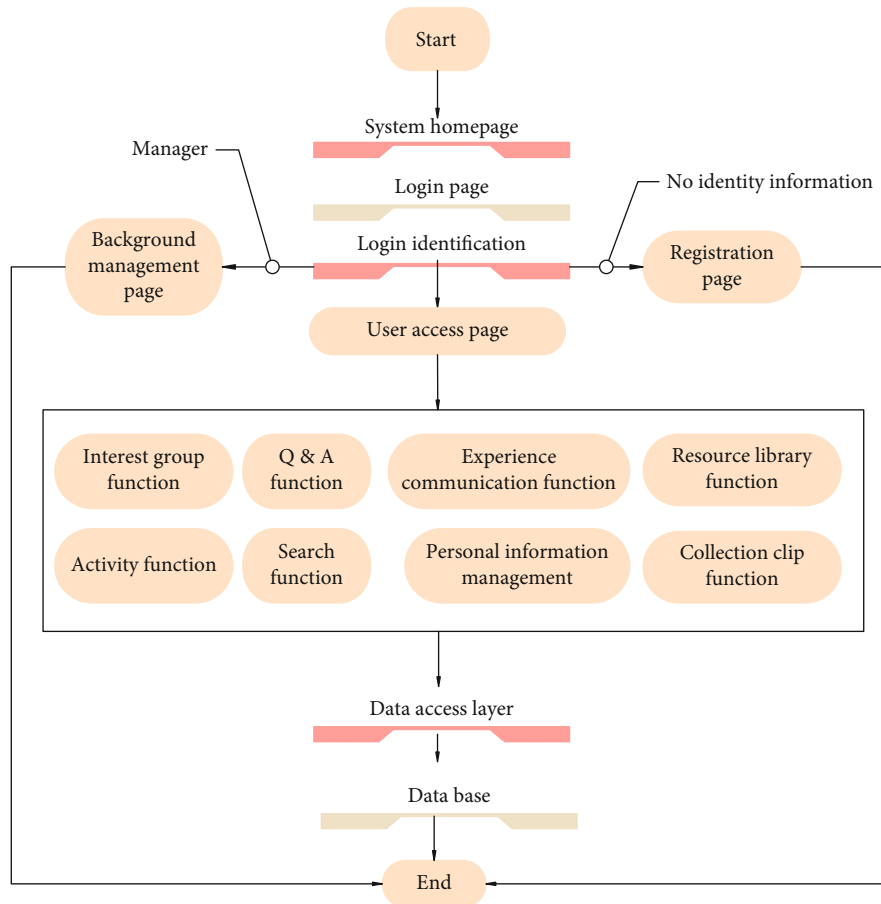 Start
System homepage
Manager
Login page
No identity information
Background
management
page
Login identification
Registration
page
User access page
Interest group
function
Q & A
function
Experience
communication function
Resource library
function
Activity function
Search
function
Personal information
management
Collection clip
function
Data access layer
Data base
End